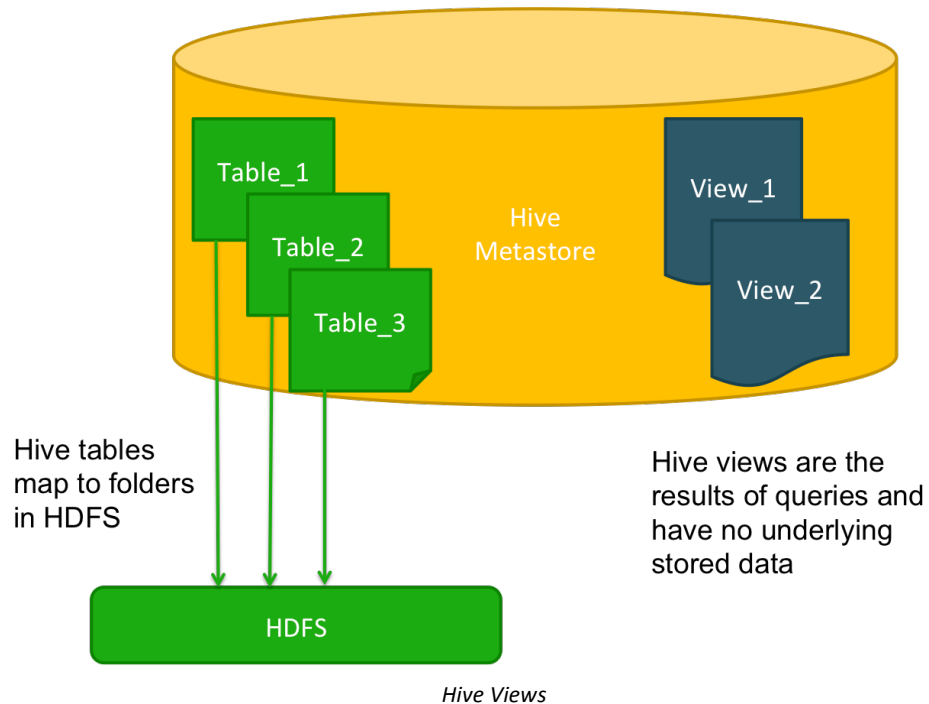 Table_1
Table_2
Table_3
Hive
Metastore
View_1
View_2
Hive tables
map to folders
in HDFS
Hive views are the
results of queries and
have no underlying
stored data
HDFS
Hive Views